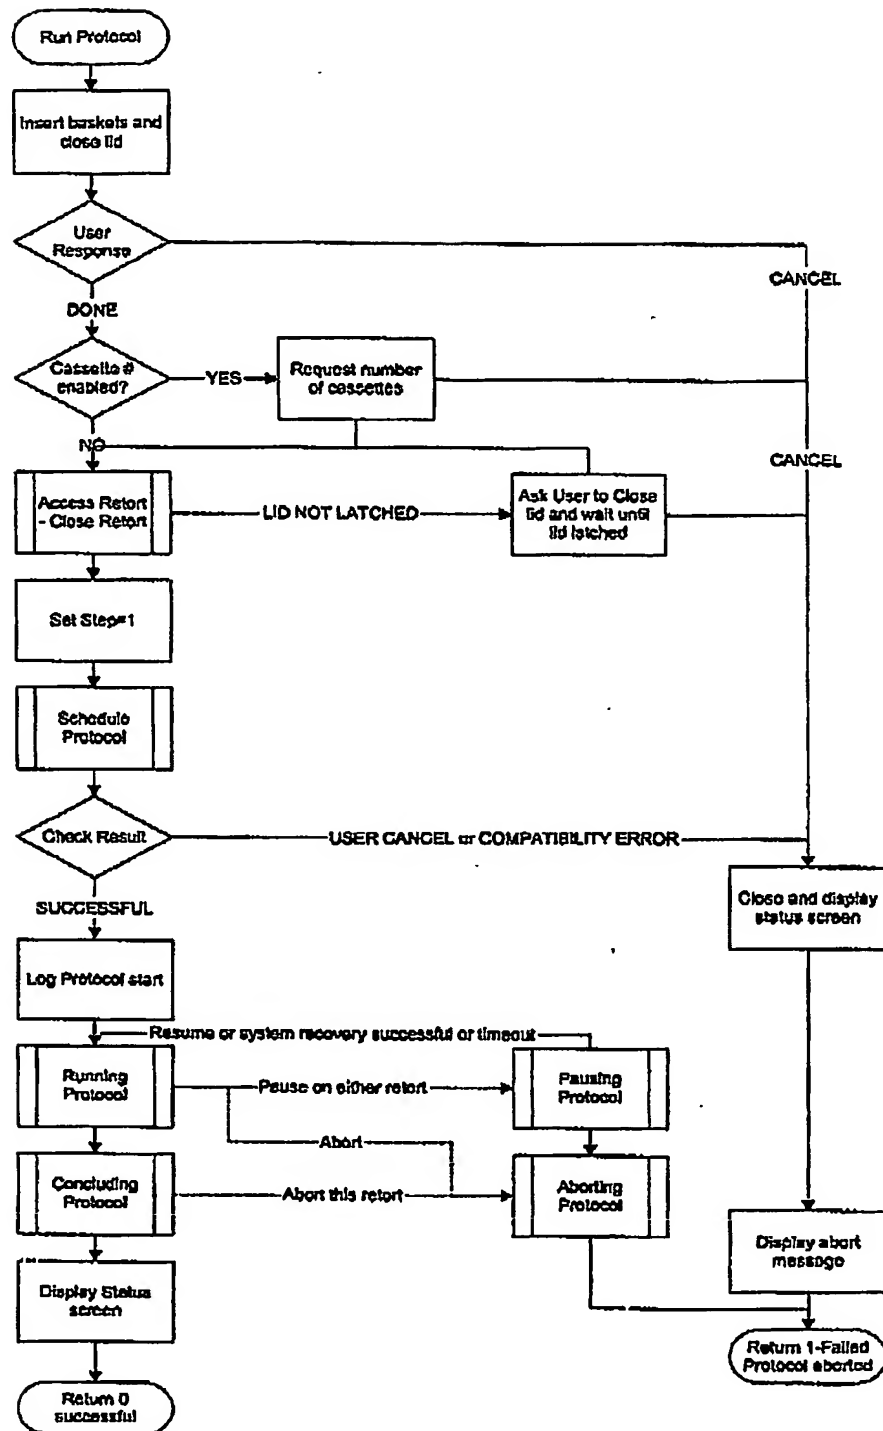 Run Protocol
Insert baskets and
close lid
User
Response
CANCEL
DONE
Cassette #
enabled?
YES
Request number
of cassettes
NO
CANCEL
Access Retort
- Close Retort
LID NOT LATCHED
Ask User to Close
lid and wait until
lid latched
Set Step=1
Schedule
Protocol
Check Result
USER CANCEL or COMPATIBILITY ERROR
Close and display
status screen
SUCCESSFUL
Log Protocol start
Resume or system recovery successful or timeout
Running
Protocol
Pause on either retort
Pausing
Protocol
Abort
Concluding
Protocol
Abort this retort
Aborting
Protocol
Display abort
message
Display Status
screen
Return 1-Failed
Protocol aborted
Return 0
successful